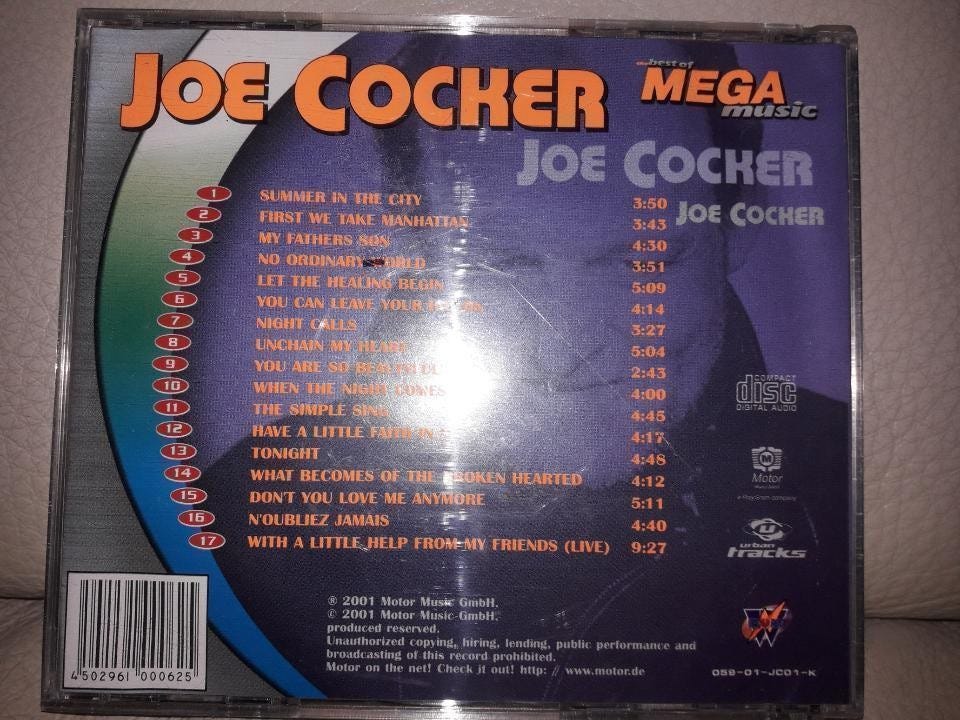 JOE COCKER
the best of
MEGA
music
JOE COCKER
JOE COCKER
1 SUMMER IN THE CITY 3:50
2 FIRST WE TAKE MANHATTAN 3:43
3 MY FATHERS SON 4:30
4 NO ORDINARY WORLD 3:51
5 LET THE HEALING BEGIN 5:09
6 YOU CAN LEAVE YOUR 4:14
7 NIGHT CALLS 3:27
8 UNCHAIN MY HEART 5:04
9 YOU ARE SO BEAUTIFUL 2:43
10 WHEN THE NIGHT COMES 4:00
11 THE SIMPLE 4:45
12 HAVE A LITTLE FAITH IN 4:17
13 TONIGHT 4:48
14 WHAT BECOMES OF THE BROKEN HEARTED 4:12
15 DON'T YOU LOVE ME ANYMORE 5:11
16 N'OUBLIEZ JAMAIS 4:40
17 WITH A LITTLE HELP FROM MY FRIENDS (LIVE) 9:27
COMPACT
disc
DIGITAL AUDIO
M
Motor
a PolyGram company
U
urban
tracks
℗ 2001 Motor Music GmbH.
© 2001 Motor Music GmbH.
produced reserved.
Unauthorized copying, hiring, lending, public performance and
broadcasting of this record prohibited.
Motor on the net! Check it out! http: // www.motor.de
4 502961 000625
W
059-01-JC01-K